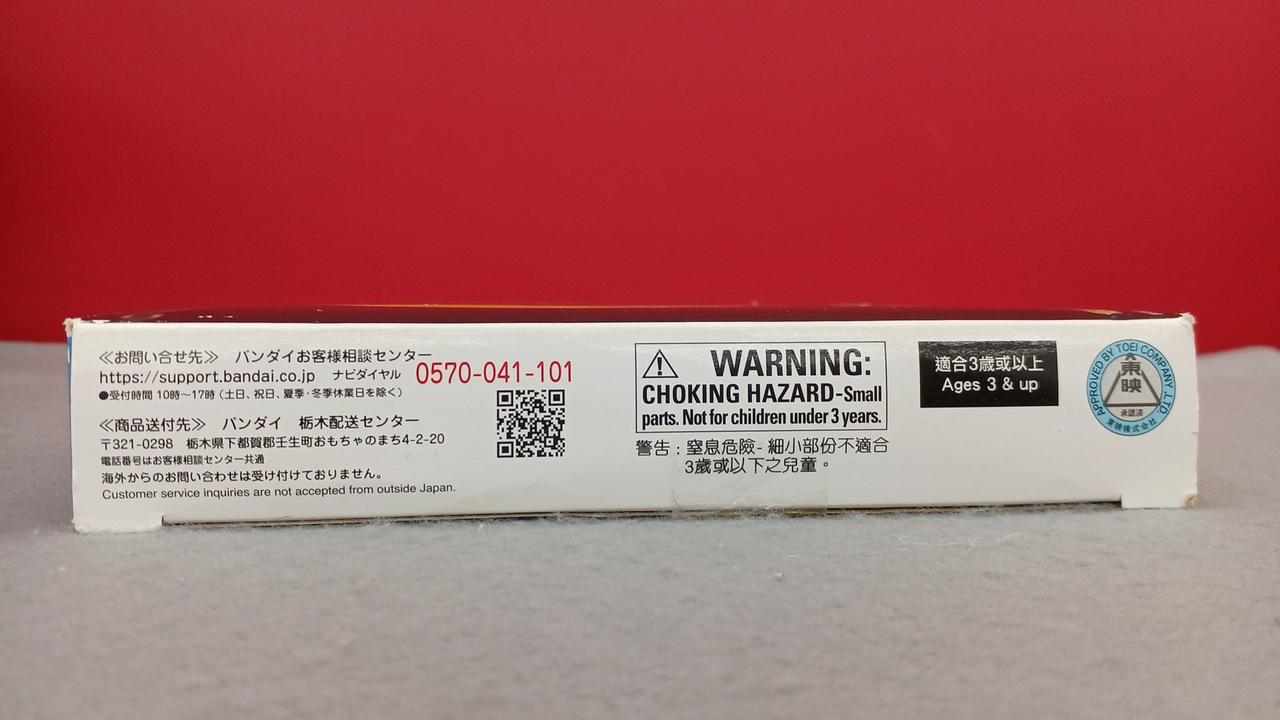 ≪お問い合せ先≫ バンダイお客様相談センター
https://support.bandai.co.jp ナビダイヤル 0570-041-101
●受付時間 10時～17時（土日、祝日、夏季・冬季休業日を除く）
≪商品送付先≫ バンダイ 栃木配送センター
〒321-0298 栃木県下都賀郡壬生町おもちゃのまち4-2-20
電話番号はお客様相談センター共通
海外からのお問い合わせは受け付けておりません。
Customer service inquiries are not accepted from outside Japan.
WARNING:
CHOKING HAZARD-Small
parts. Not for children under 3 years.
警告：窒息危險-細小部份不適合
3歲或以下之兒童。
適合3歲或以上
Ages 3 & up
APPROVED BY TOEI COMPANY, LTD.
東映
承認済
東映株式会社